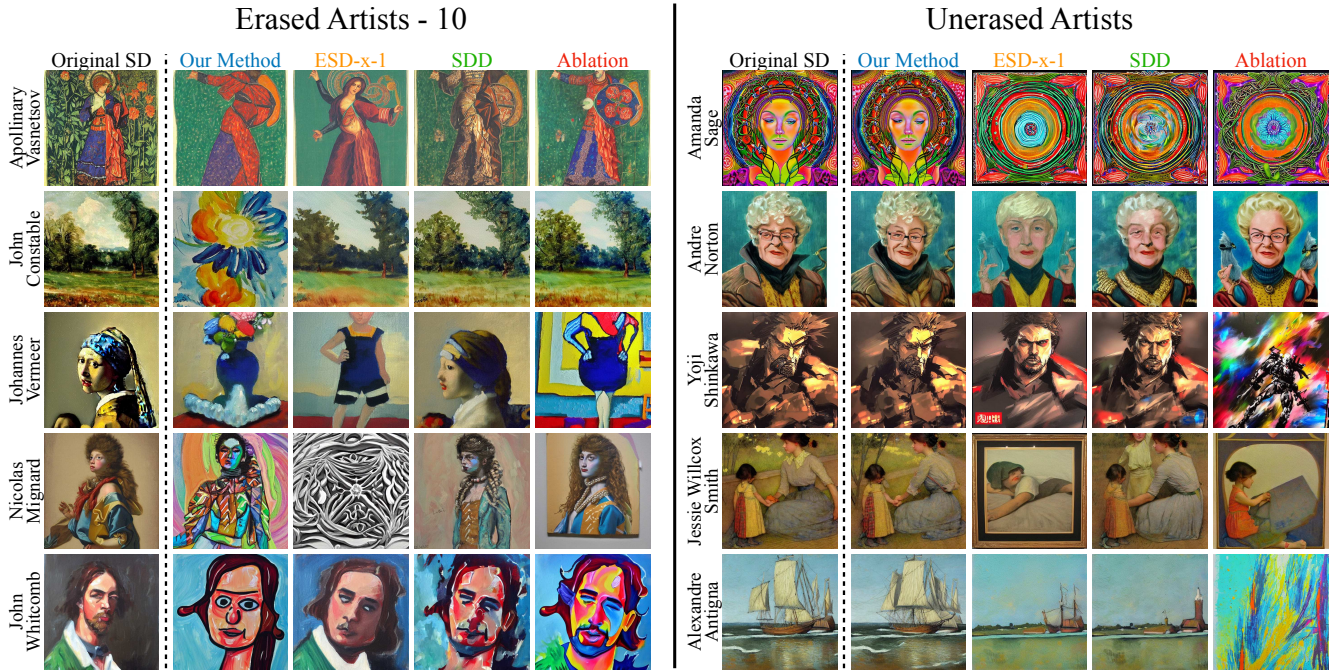 Erased Artists - 10
Original SD
Our Method
ESD-x-1
SDD
Ablation
Apollinary
Vasnetsov
John
Constable
Johannes
Vermeer
Nicolas
Mignard
John
Whitcomb
Unerased Artists
Original SD
Our Method
ESD-x-1
SDD
Ablation
Amanda
Sage
Andre
Norton
Yoji
Shinkawa
Jessie Willcox
Smith
Alexandre
Antigna